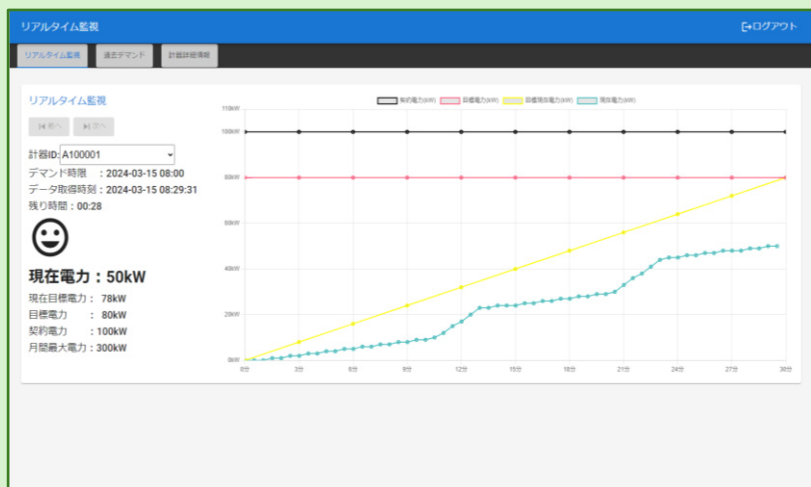 リアルタイム監視 ログアウト
リアルタイム監視 過去デマンド 計器詳細情報
リアルタイム監視
前へ 次へ
計器ID: A100001
デマンド時限 : 2024-03-15 08:00
データ取得時刻 : 2024-03-15 08:29:31
残り時間 : 00:28
現在電力 : 50kW
現在目標電力 : 78kW
目標電力 : 80kW
契約電力 : 100kW
月間最大電力 : 300kW
契約電力(kW) 目標電力(kW) 目標現在電力(kW) 現在電力(kW)
110kW
100kW
80kW
60kW
40kW
20kW
0kW
0分 3分 6分 9分 12分 15分 18分 21分 24分 27分 30分